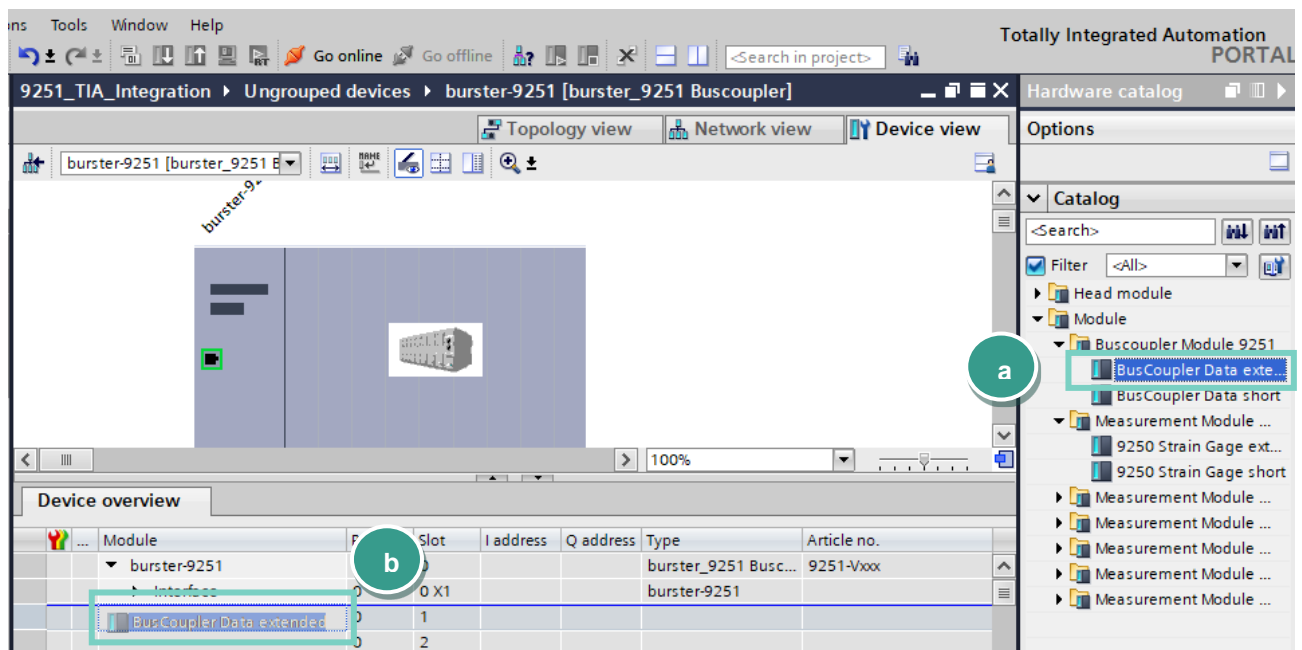 ons Tools Window Help
Totally Integrated Automation
PORTAL
Go online Go offline <Search in project>
9251_TIA_Integration Ungrouped devices burster-9251 [burster_9251 Buscoupler]
Hardware catalog
Topology view Network view Device view
Options
burster-9251 [burster_9251 B
NAME
burster-9
Catalog
<Search>
Filter <All>
Head module
Module
Buscoupler Module 9251
a
BusCoupler Data exte...
BusCoupler Data short
Measurement Module ...
9250 Strain Gage ext...
9250 Strain Gage short
Measurement Module ...
Measurement Module ...
Measurement Module ...
Measurement Module ...
Measurement Module ...
100%
Device overview
... Module Slot I address Q address Type Article no.
b
burster-9251 burster_9251 Busc... 9251-Vxxx
Interface 0 0 X1 burster-9251
BusCoupler Data extended 0 1
0 2